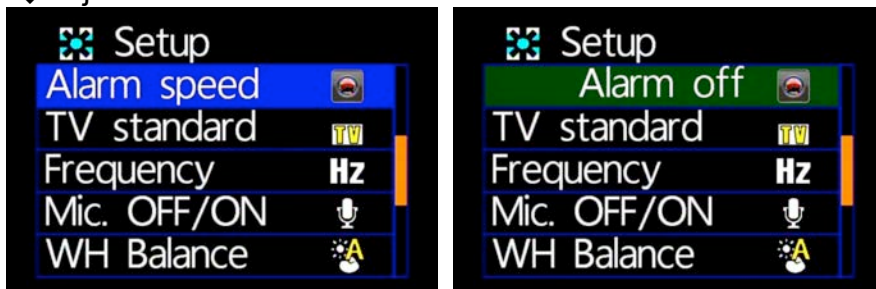 Setup
Alarm speed
TV standard TV
Frequency Hz
Mic. OFF/ON
WH Balance A
Setup
Alarm off
TV standard TV
Frequency Hz
Mic. OFF/ON
WH Balance A